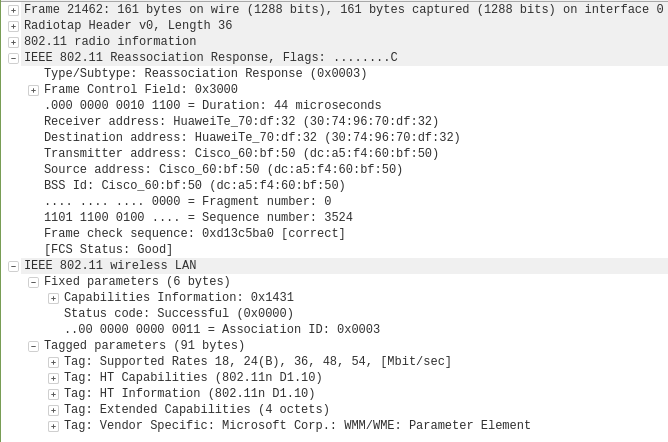 Frame 21462: 161 bytes on wire (1288 bits), 161 bytes captured (1288 bits) on interface 0
Radiotap Header v0, Length 36
802.11 radio information
IEEE 802.11 Reassociation Response, Flags: ........C
Type/Subtype: Reassociation Response (0x0003)
Frame Control Field: 0x3000
.000 0000 0010 1100 = Duration: 44 microseconds
Receiver address: HuaweiTe_70:df:32 (30:74:96:70:df:32)
Destination address: HuaweiTe_70:df:32 (30:74:96:70:df:32)
Transmitter address: Cisco_60:bf:50 (dc:a5:f4:60:bf:50)
Source address: Cisco_60:bf:50 (dc:a5:f4:60:bf:50)
BSS Id: Cisco_60:bf:50 (dc:a5:f4:60:bf:50)
.... .... .... 0000 = Fragment number: 0
1101 1100 0100 .... = Sequence number: 3524
Frame check sequence: 0xd13c5ba0 [correct]
[FCS Status: Good]
IEEE 802.11 wireless LAN
Fixed parameters (6 bytes)
Capabilities Information: 0x1431
Status code: Successful (0x0000)
..00 0000 0000 0011 = Association ID: 0x0003
Tagged parameters (91 bytes)
Tag: Supported Rates 18, 24(B), 36, 48, 54, [Mbit/sec]
Tag: HT Capabilities (802.11n D1.10)
Tag: HT Information (802.11n D1.10)
Tag: Extended Capabilities (4 octets)
Tag: Vendor Specific: Microsoft Corp.: WMM/WME: Parameter Element